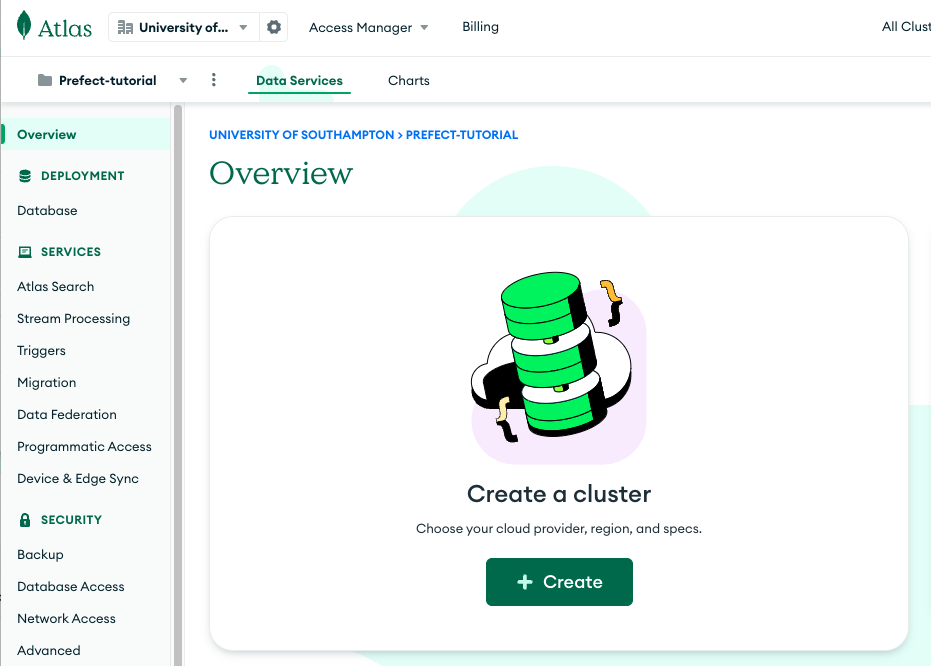 Atlas
University of...
Access Manager
Billing
All Clust
Prefect-tutorial
Data Services
Charts
Overview
DEPLOYMENT
Database
SERVICES
Atlas Search
Stream Processing
Triggers
Migration
Data Federation
Programmatic Access
Device & Edge Sync
SECURITY
Backup
Database Access
Network Access
Advanced
UNIVERSITY OF SOUTHAMPTON > PREFECT-TUTORIAL
Overview
Create a cluster
Choose your cloud provider, region, and specs.
+ Create